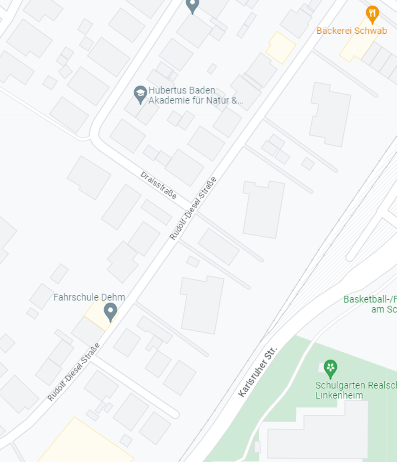 Bäckerei Schwab
Hubertus Baden
Akademie für Natur &...
Draisstraße
Rudolf-Diesel-Straße
Fahrschule Dehm
Basketball-/F
am Sc
Rudolf-Diesel-Straße
Karlsruher Str.
Schulgarten Realsch
Linkenheim